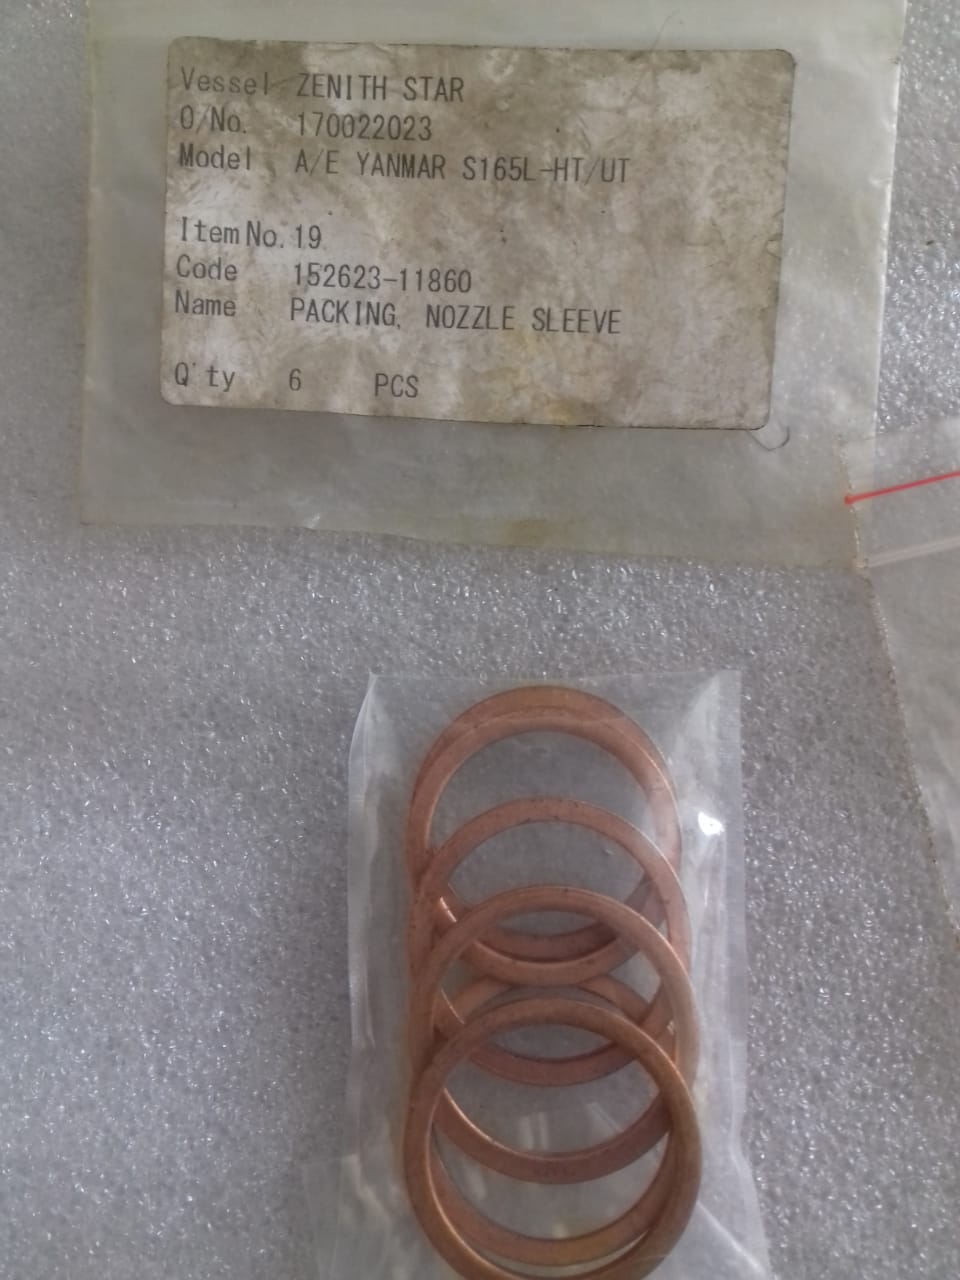 Vessel ZENITH STAR
O/No. 170022023
Model A/E YANMAR S165L-HT/UT
Item No. 19
Code 152623-11860
Name PACKING, NOZZLE SLEEVE
Q'ty 6 PCS